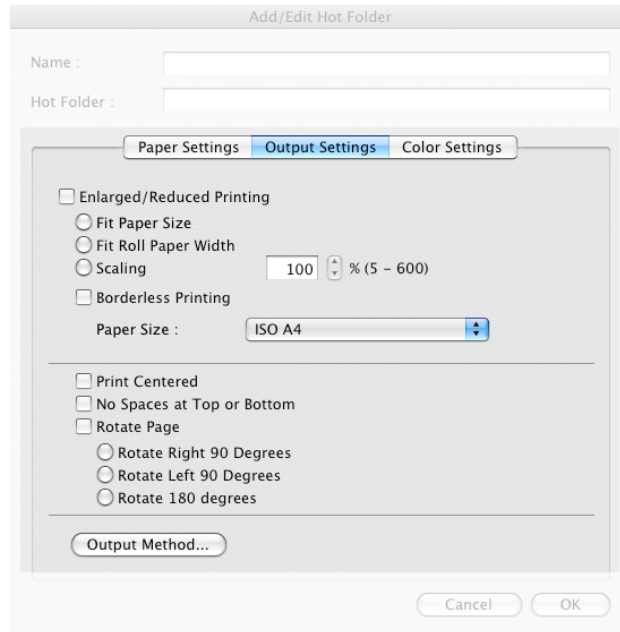 Add/Edit Hot Folder
Name :
Hot Folder :
Paper Settings Output Settings Color Settings
Enlarged/Reduced Printing
Fit Paper Size
Fit Roll Paper Width
Scaling 100 % (5 – 600)
Borderless Printing
Paper Size : ISO A4
Print Centered
No Spaces at Top or Bottom
Rotate Page
Rotate Right 90 Degrees
Rotate Left 90 Degrees
Rotate 180 degrees
Output Method...
Cancel OK